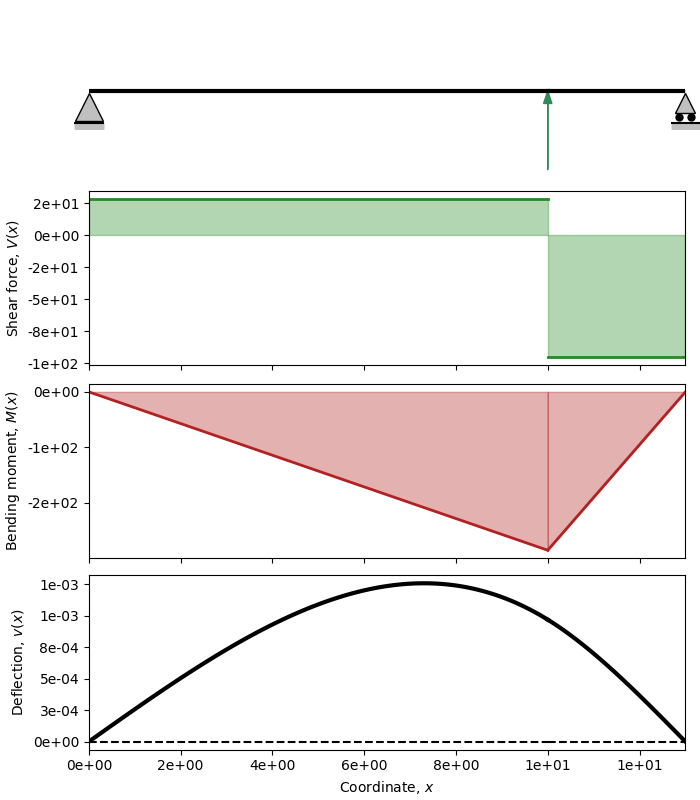 2e+01
0e+00
-2e+01
-5e+01
-8e+01
-1e+02
Shear force, V(x)
0e+00
-1e+02
-2e+02
Bending moment, M(x)
1e-03
1e-03
8e-04
5e-04
3e-04
0e+00
Deflection, v(x)
0e+00 2e+00 4e+00 6e+00 8e+00 1e+01 1e+01
Coordinate, x